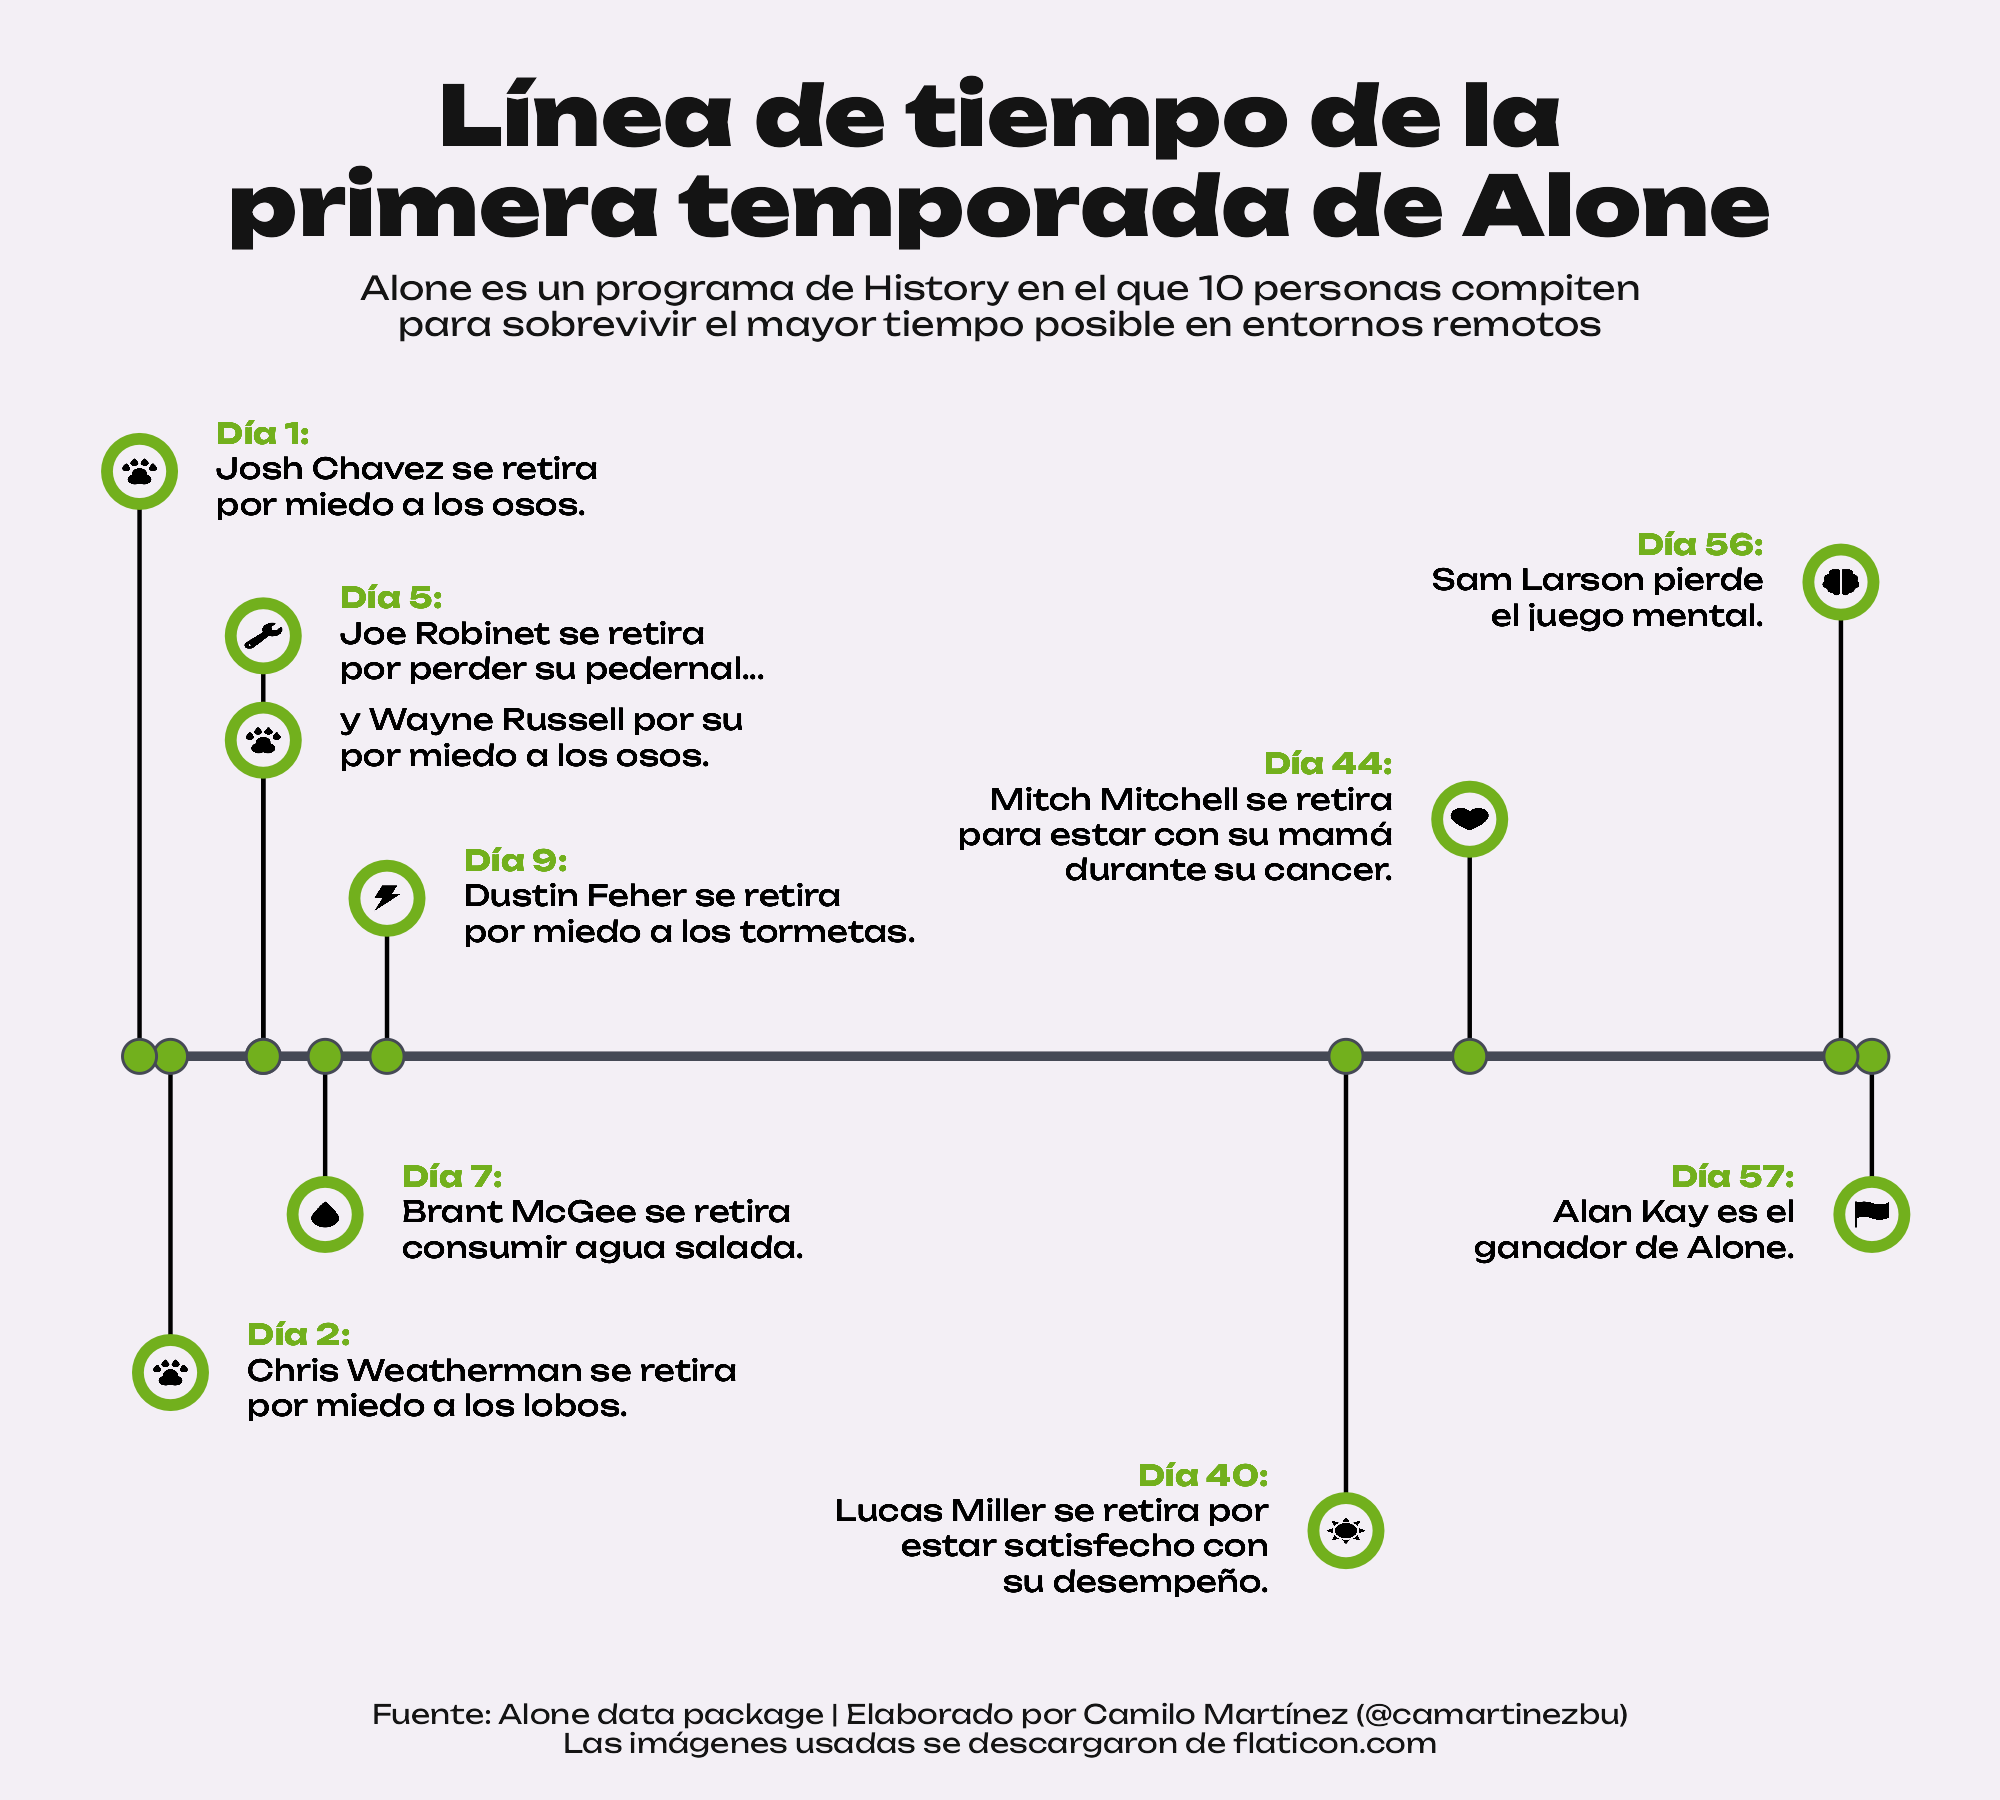 Línea de tiempo de la
primera temporada de Alone
Alone es un programa de History en el que 10 personas compiten
para sobrevivir el mayor tiempo posible en entornos remotos
Día 1:
Josh Chavez se retira
por miedo a los osos.
Día 5:
Joe Robinet se retira
por perder su pedernal...
y Wayne Russell por su
por miedo a los osos.
Día 9:
Dustin Feher se retira
por miedo a los tormetas.
Día 44:
Mitch Mitchell se retira
para estar con su mamá
durante su cancer.
Día 56:
Sam Larson pierde
el juego mental.
Día 7:
Brant McGee se retira
consumir agua salada.
Día 2:
Chris Weatherman se retira
por miedo a los lobos.
Día 40:
Lucas Miller se retira por
estar satisfecho con
su desempeño.
Día 57:
Alan Kay es el
ganador de Alone.
Fuente: Alone data package | Elaborado por Camilo Martínez (@camartinezbu)
Las imágenes usadas se descargaron de flaticon.com